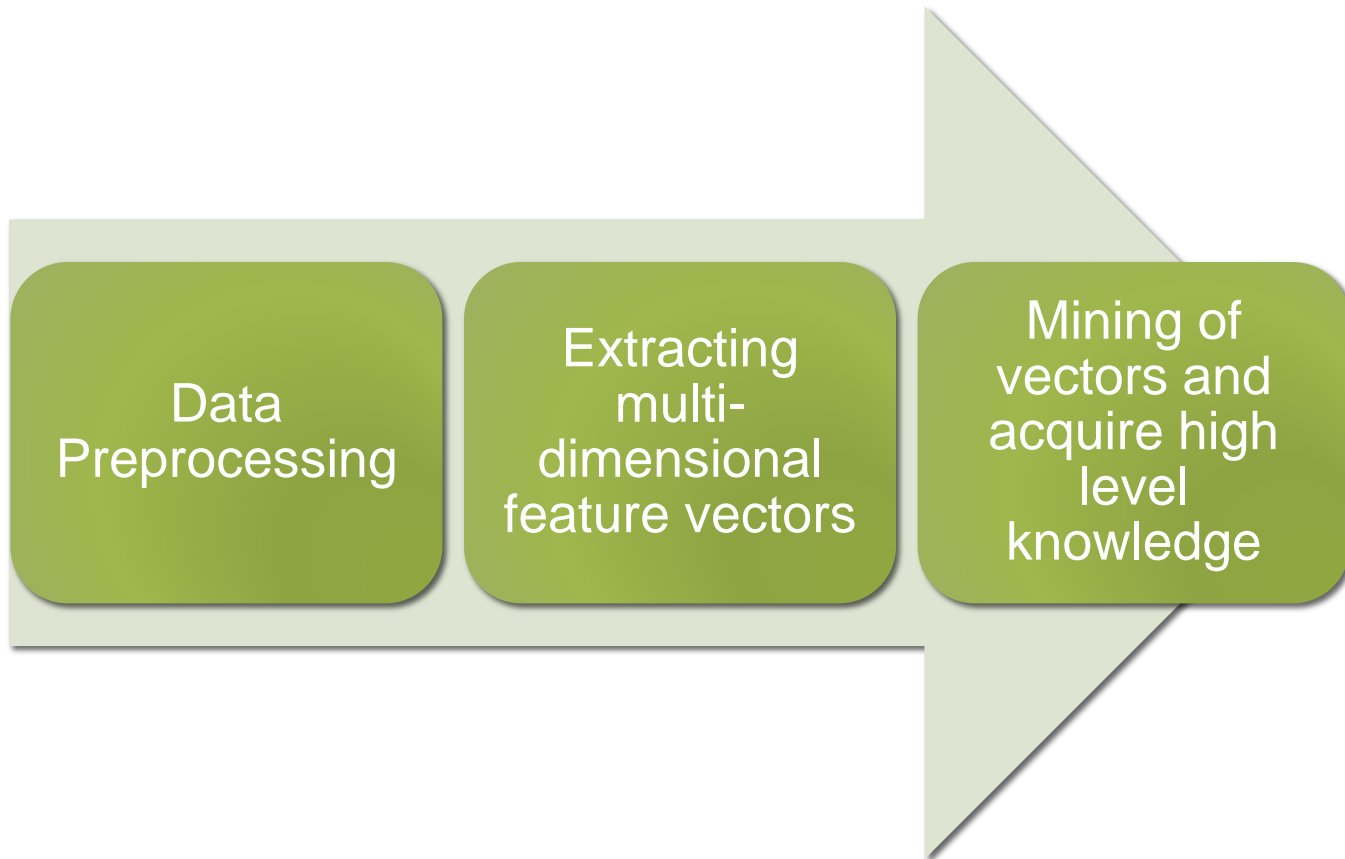 Data
Preprocessing
Extracting
multi-
dimensional
feature vectors
Mining of
vectors and
acquire high
level
knowledge